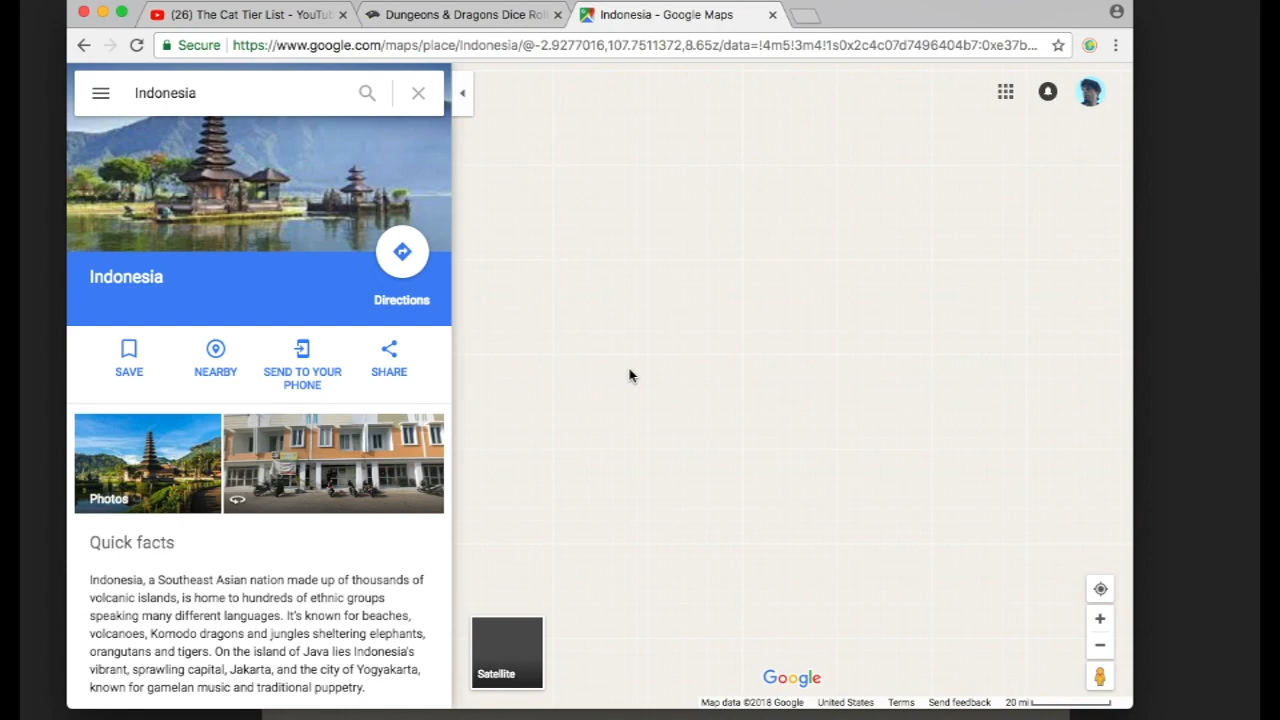 (26) The Cat Tier List - YouTu
Dungeons & Dragons Dice Roll
Indonesia - Google Maps
Secure
https://www.google.com/maps/place/Indonesia/@-2.9277016,107.7511372,8.65z/data=!4m5!3m4!1s0x2c4c07d7496404b7:0xe37b...
Indonesia
Indonesia
Directions
SAVE
NEARBY
SEND TO YOUR
PHONE
SHARE
Photos
Quick facts
Indonesia, a Southeast Asian nation made up of thousands of
volcanic islands, is home to hundreds of ethnic groups
speaking many different languages. It's known for beaches,
volcanoes, Komodo dragons and jungles sheltering elephants,
orangutans and tigers. On the island of Java lies Indonesia's
vibrant, sprawling capital, Jakarta, and the city of Yogyakarta,
known for gamelan music and traditional puppetry.
Satellite
Google
Map data ©2018 Google
United States
Terms
Send feedback
20 mi